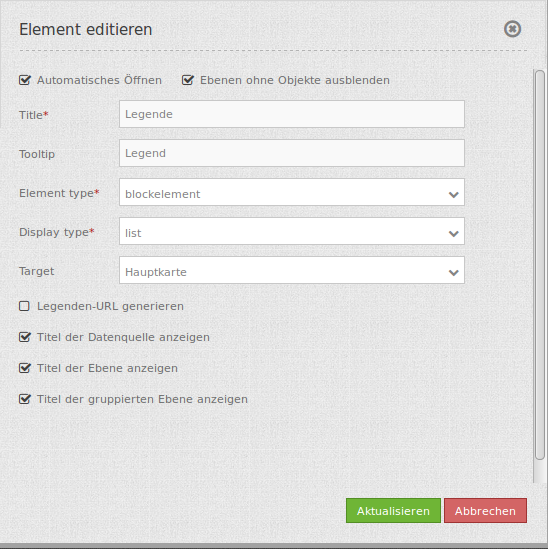 Element editieren
Automatisches Öffnen Ebenen ohne Objekte ausblenden
Title* Legende
Tooltip Legend
Element type* blockelement
Display type* list
Target Hauptkarte
Legenden-URL generieren
Titel der Datenquelle anzeigen
Titel der Ebene anzeigen
Titel der gruppierten Ebene anzeigen
Aktualisieren Abbrechen